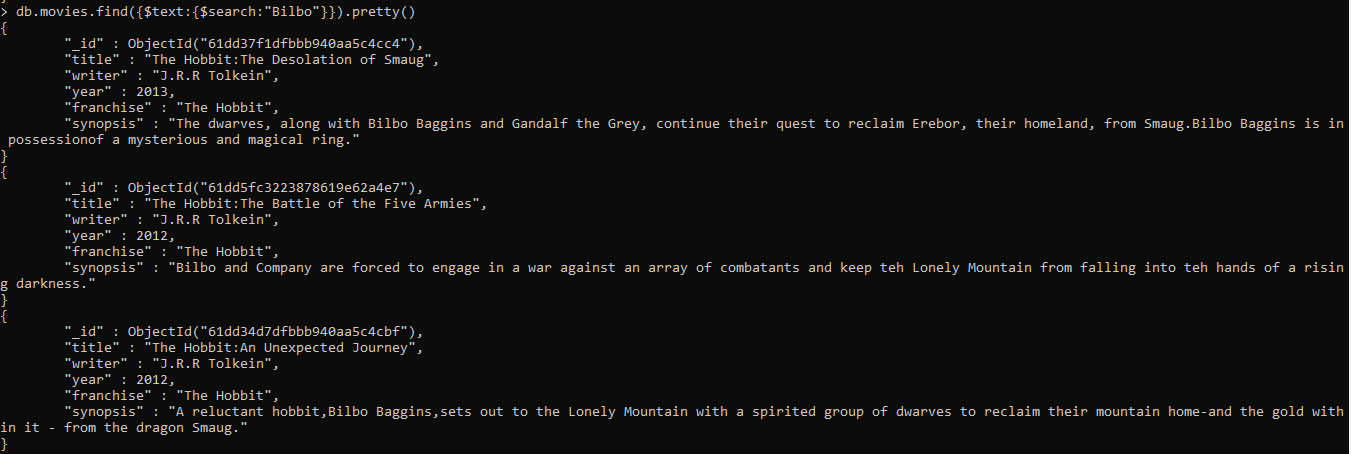 > db.movies.find({$text:{$search:"Bilbo"}}).pretty()
{
        "_id" : ObjectId("61dd37f1dfbbb940aa5c4cc4"),
        "title" : "The Hobbit:The Desolation of Smaug",
        "writer" : "J.R.R Tolkein",
        "year" : 2013,
        "franchise" : "The Hobbit",
        "synopsis" : "The dwarves, along with Bilbo Baggins and Gandalf the Grey, continue their quest to reclaim Erebor, their homeland, from Smaug.Bilbo Baggins is in
 possessionof a mysterious and magical ring."
}
{
        "_id" : ObjectId("61dd5fc3223878619e62a4e7"),
        "title" : "The Hobbit:The Battle of the Five Armies",
        "writer" : "J.R.R Tolkein",
        "year" : 2012,
        "franchise" : "The Hobbit",
        "synopsis" : "Bilbo and Company are forced to engage in a war against an array of combatants and keep teh Lonely Mountain from falling into teh hands of a risin
g darkness."
}
{
        "_id" : ObjectId("61dd34d7dfbbb940aa5c4cbf"),
        "title" : "The Hobbit:An Unexpected Journey",
        "writer" : "J.R.R Tolkein",
        "year" : 2012,
        "franchise" : "The Hobbit",
        "synopsis" : "A reluctant hobbit,Bilbo Baggins,sets out to the Lonely Mountain with a spirited group of dwarves to reclaim their mountain home-and the gold with
in it - from the dragon Smaug."
}